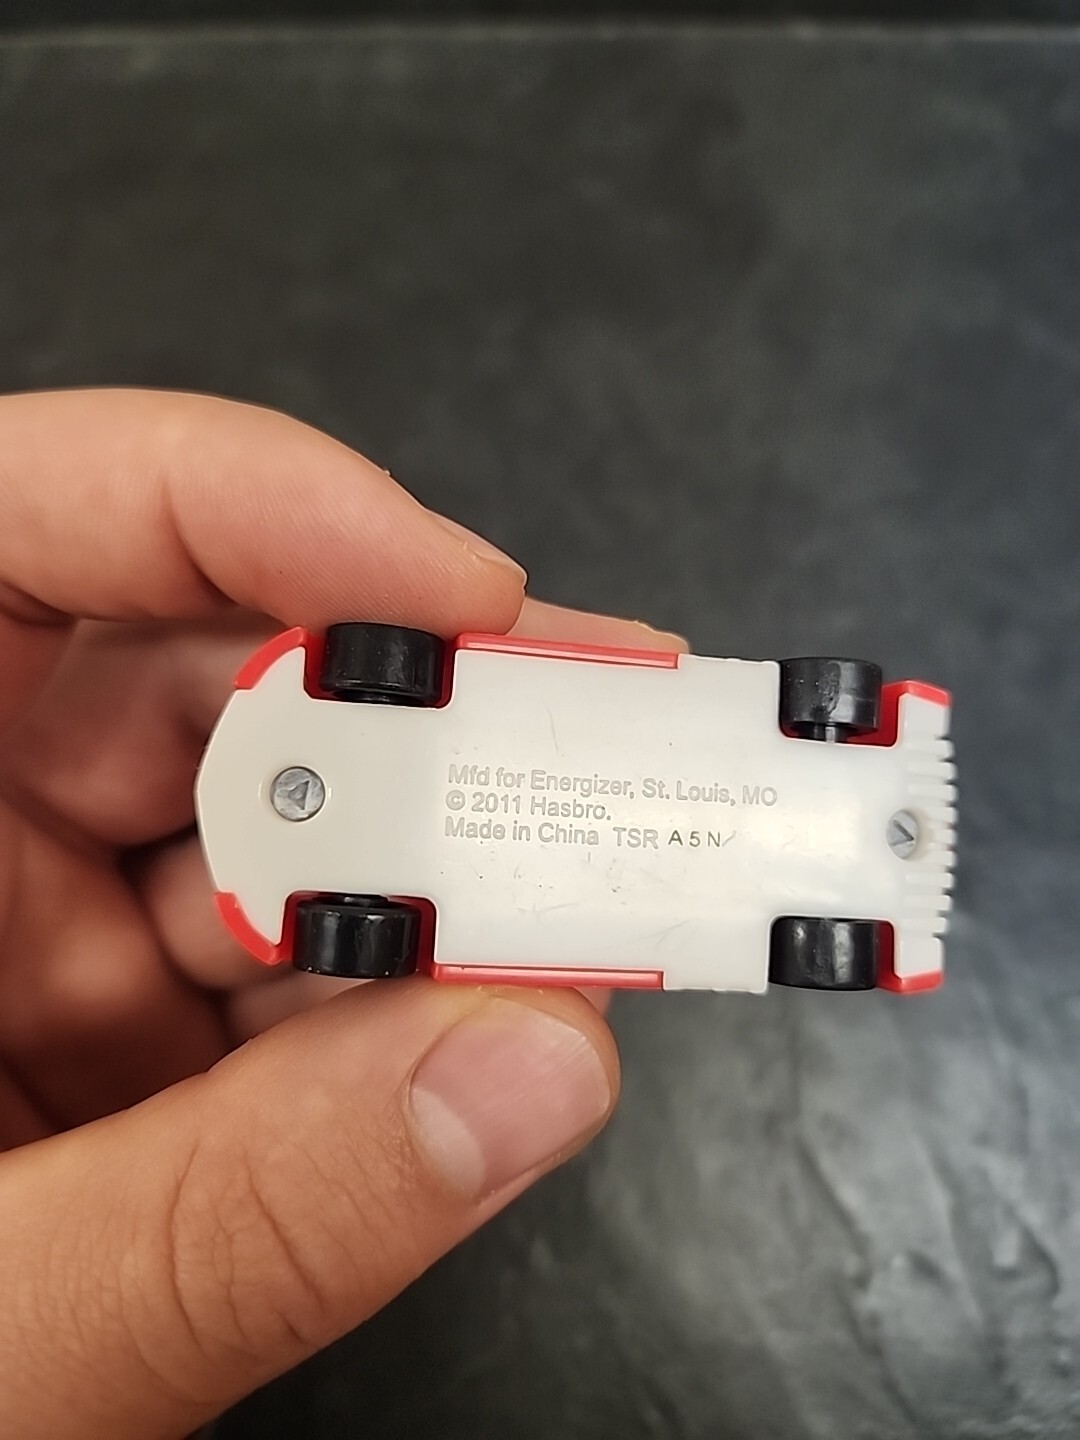 Mfd for Energizer, St. Louis, MO
© 2011 Hasbro.
Made in China TSR A 5 N